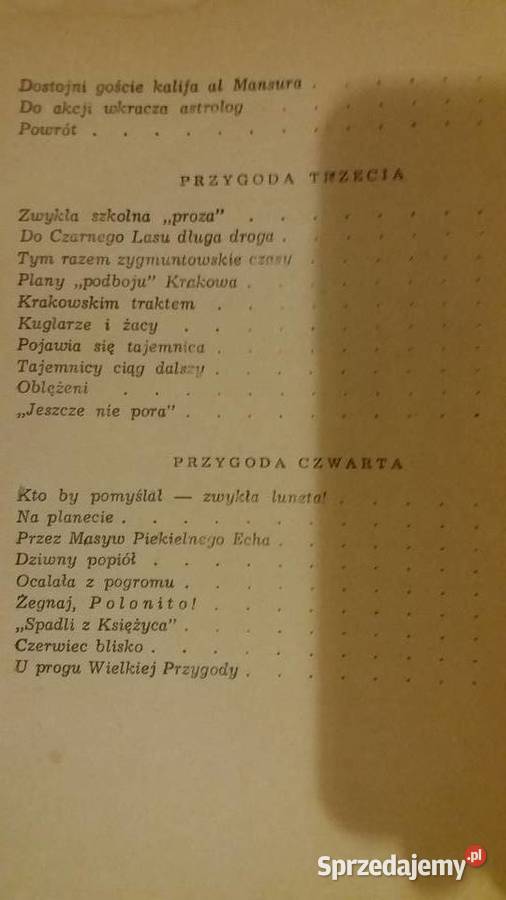 Dostojni goście kalifa al Mansura . . . . . .
Do akcji wkracza astrolog . . . . . . .
Powrót . . . . . . . . . . . . .
PRZYGODA TRZECIA
Zwykła szkolna „proza” . . . . . . . .
Do Czarnego Lasu długa droga . . . . . . .
Tym razem zygmuntowskie czasy . . . . . .
Plany „podboju” Krakowa . . . . . . . .
Krakowskim traktem . . . . . . . . .
Kuglarze i żacy . . . . . . . . . .
Pojawia się tajemnica . . . . . . . . .
Tajemnicy ciąg dalszy . . . . . . . . .
Oblężeni . . . . . . . . . . . .
„Jeszcze nie pora” . . . . . . . . . .
PRZYGODA CZWARTA
Kto by pomyślał — zwykła luneta! . . . . .
Na planecie . . . . . . . . . . . .
Przez Masyw Piekielnego Echa . . . . . . .
Dziwny popiół . . . . . . . . . . .
Ocalała z pogromu . . . . . . . . . .
Żegnaj, Polonito! . . . . . . . . . .
„Spadli z Księżyca” . . . . . . . . . . .
Czerwiec blisko . . . . . . . . . . .
U progu Wielkiej Przygody . . . . . . . .
Sprzedajemy.pl